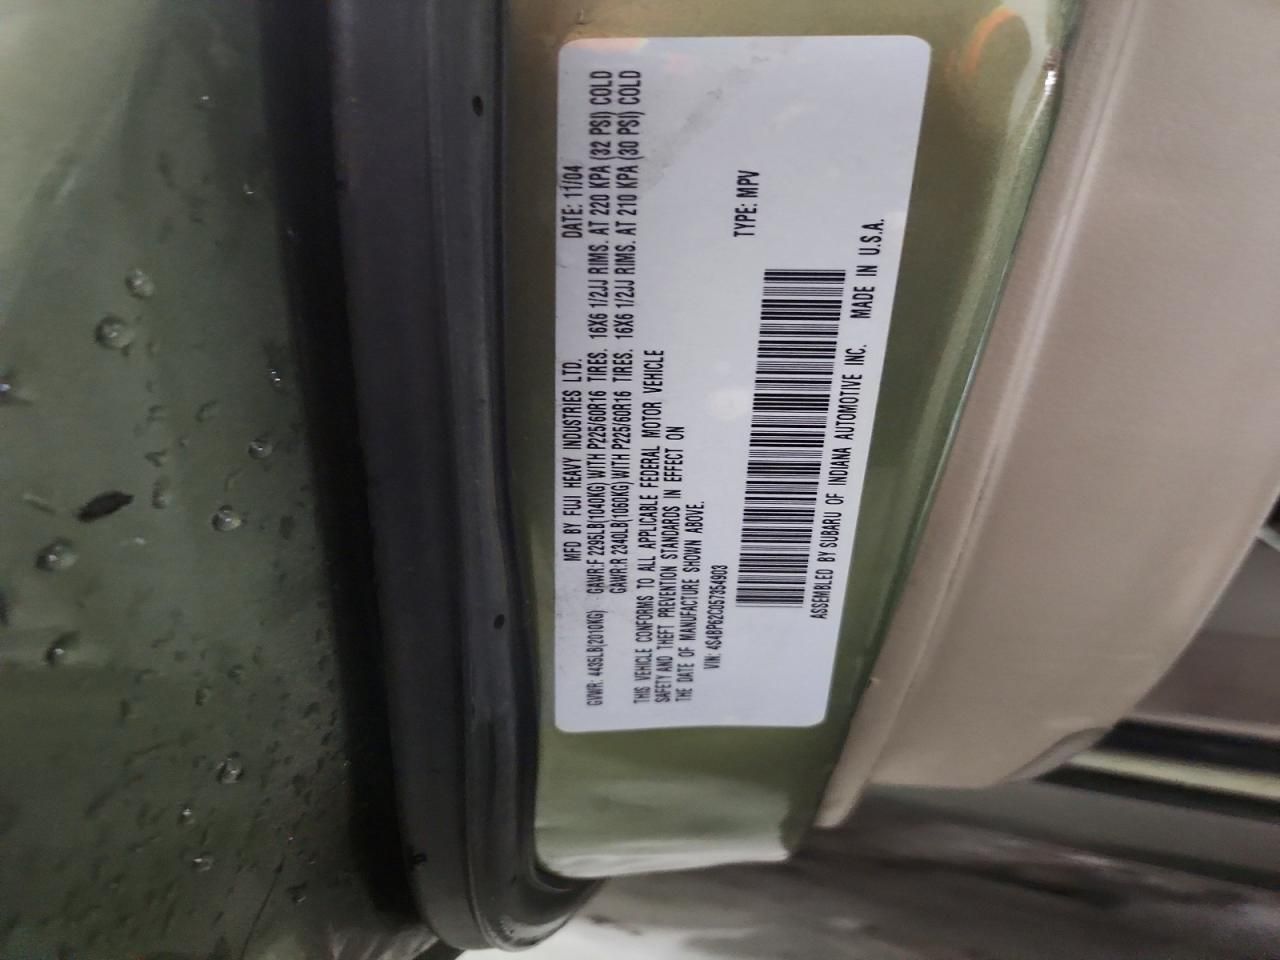 MFD BY FUJI HEAVY INDUSTRIES LTD. DATE: 11/04
GVWR: 4435LB(2010KG) GAWR:F 2295LB(1040KG) WITH P225/60R16 TIRES. 16X6 1/2JJ RIMS. AT 220 KPA (32 PSI) COLD
GAWR:R 2340LB(1060KG) WITH P225/60R16 TIRES. 16X6 1/2JJ RIMS. AT 210 KPA (30 PSI) COLD
THIS VEHICLE CONFORMS TO ALL APPLICABLE FEDERAL MOTOR VEHICLE
SAFETY AND THEFT PREVENTION STANDARDS IN EFFECT ON
THE DATE OF MANUFACTURE SHOWN ABOVE.
VIN: 4S4BP62C057354903 TYPE: MPV
ASSEMBLED BY SUBARU OF INDIANA AUTOMOTIVE INC. MADE IN U.S.A.